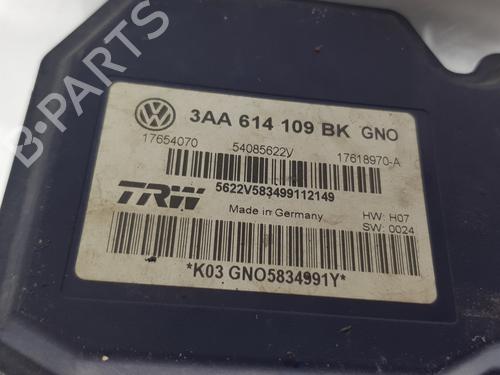 B-PARTS
3AA 614 109 BK GNO
17654070 54085622V 17618970-A
5622V583499112149
TRW
Made in Germany
HW: H07
SW: 0024
*K03 GNO5834991Y*